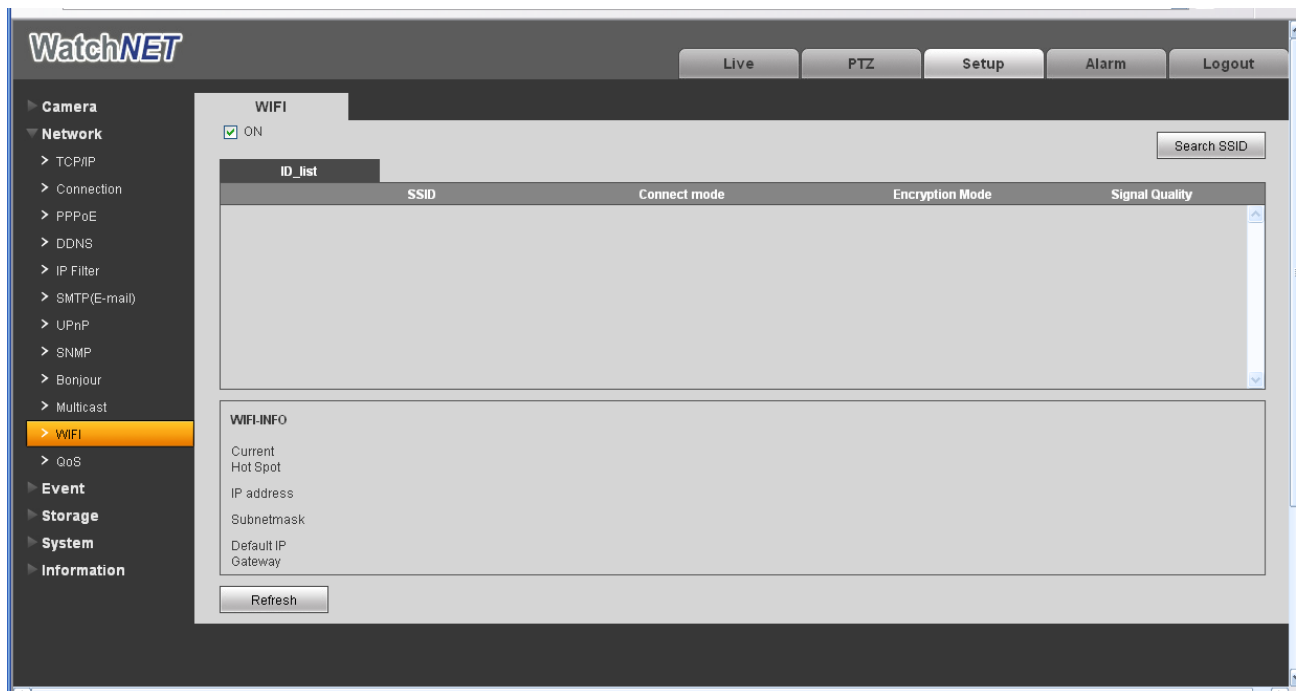 WatchNET
Live PTZ Setup Alarm Logout
Camera
Network
TCP/IP
Connection
PPPoE
DDNS
IP Filter
SMTP(E-mail)
UPnP
SNMP
Bonjour
Multicast
WIFI
QoS
Event
Storage
System
Information
WIFI
ON
Search SSID
ID_list
SSID Connect mode Encryption Mode Signal Quality
WIFI-INFO
Current
Hot Spot
IP address
Subnetmask
Default IP
Gateway
Refresh